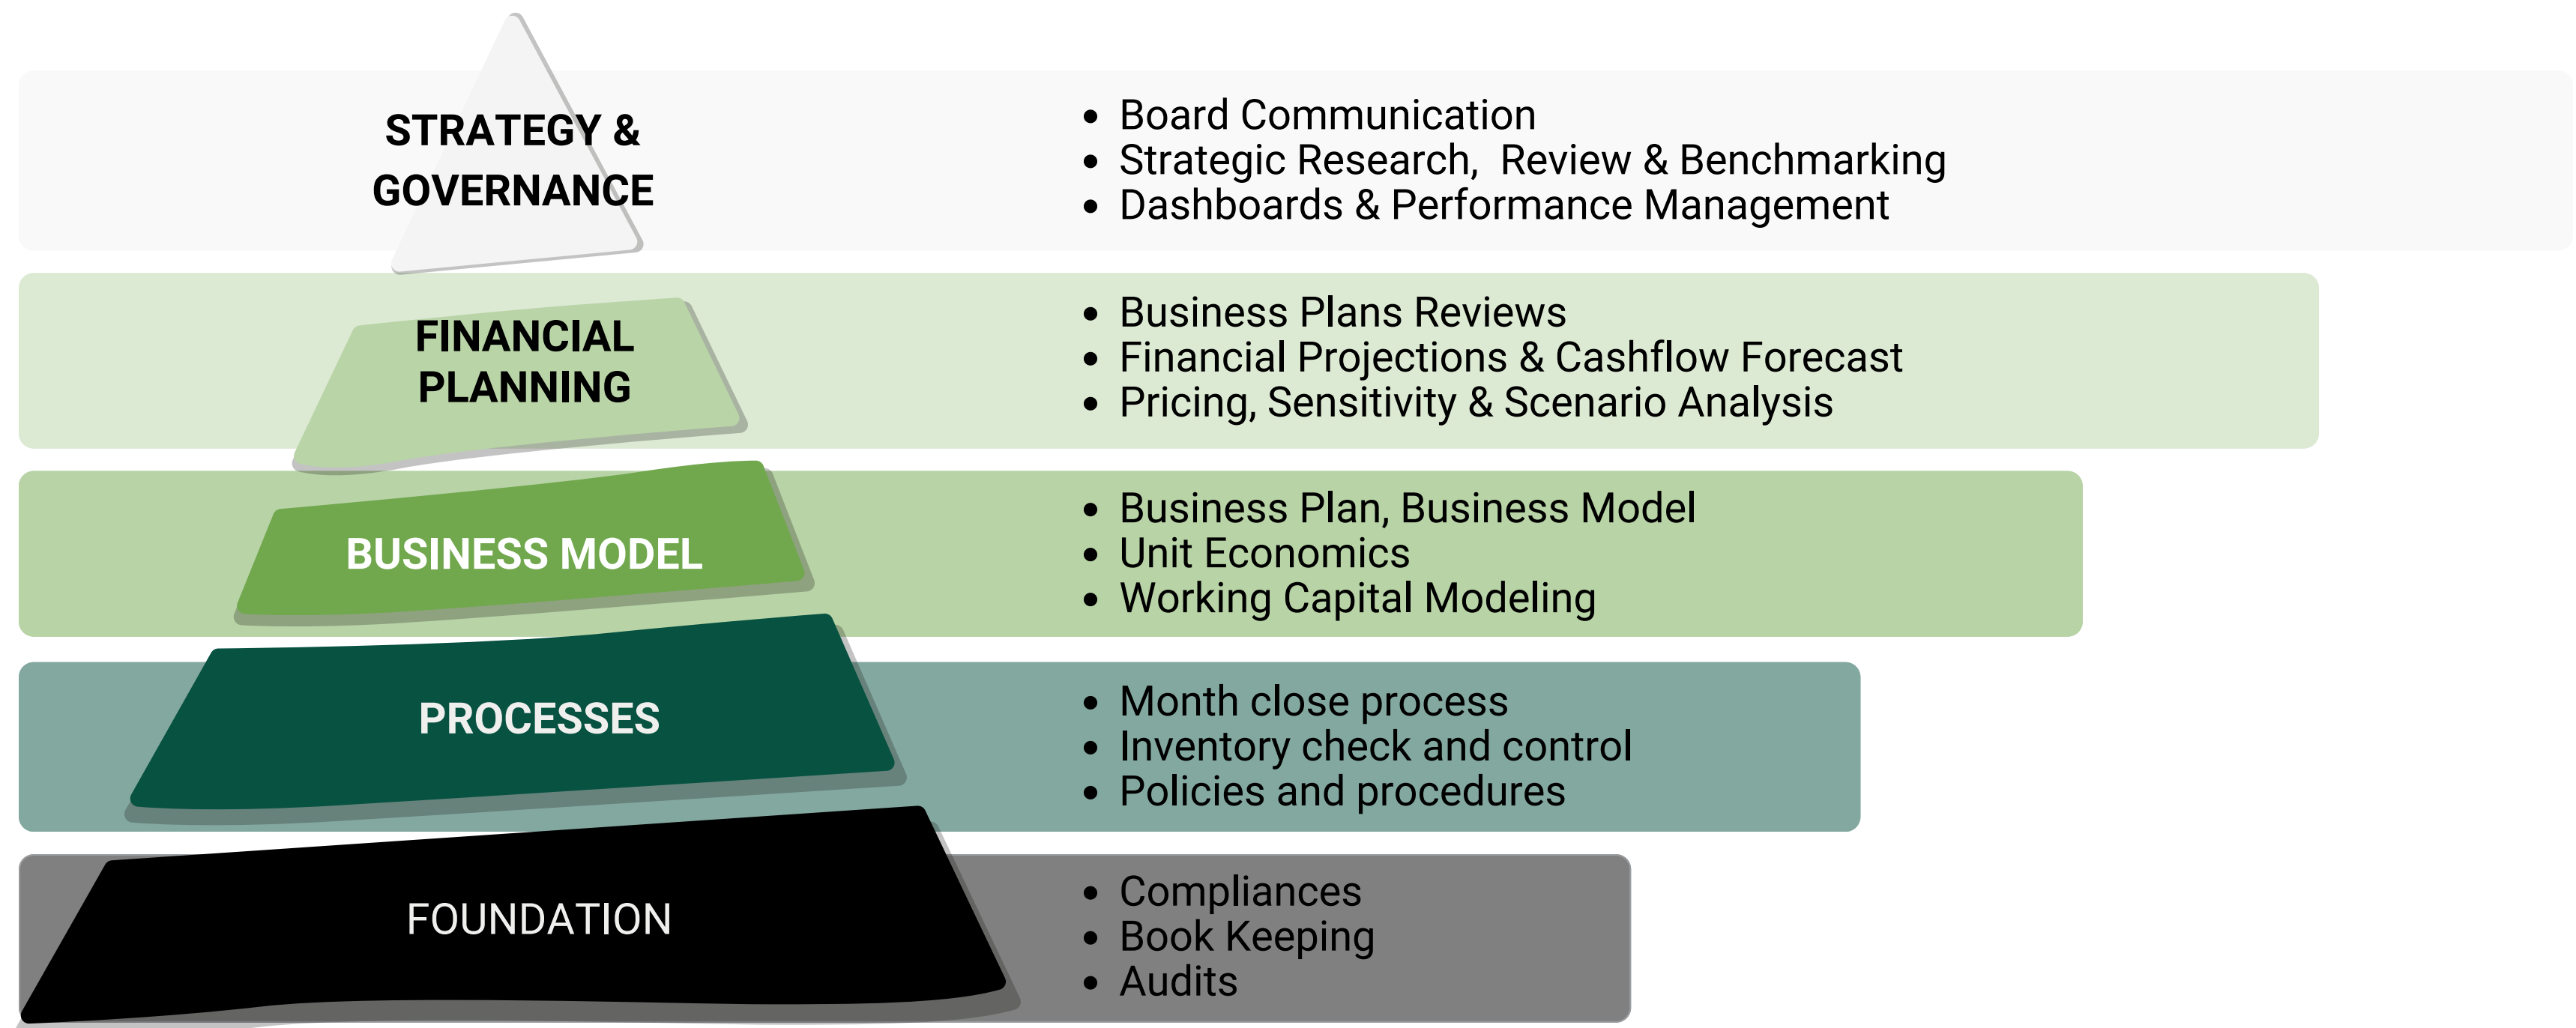 STRATEGY &
GOVERNANCE
• Board Communication
• Strategic Research,  Review & Benchmarking
• Dashboards & Performance Management
FINANCIAL
PLANNING
• Business Plans Reviews
• Financial Projections & Cashflow Forecast
• Pricing, Sensitivity & Scenario Analysis
BUSINESS MODEL
• Business Plan, Business Model
• Unit Economics
• Working Capital Modeling
PROCESSES
• Month close process
• Inventory check and control
• Policies and procedures
FOUNDATION
• Compliances
• Book Keeping
• Audits